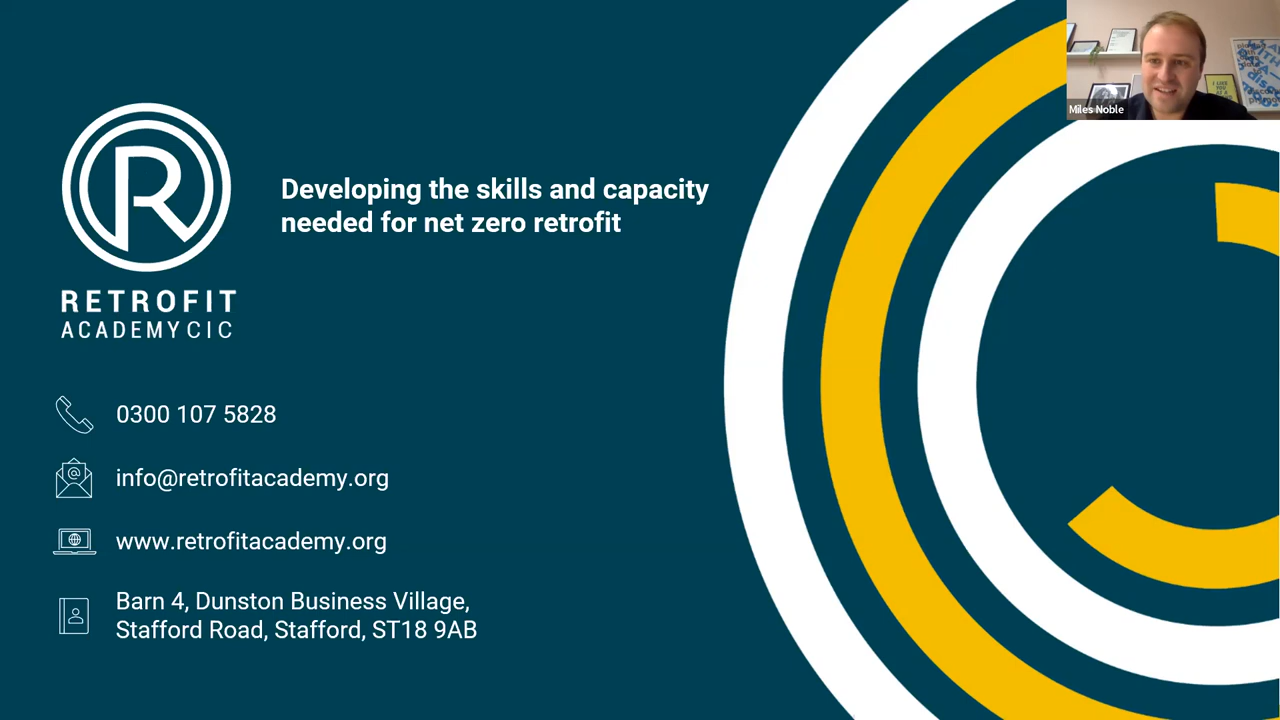 Developing the skills and capacity
needed for net zero retrofit
R
RETROFIT
ACADEMY CIC
0300 107 5828
info@retrofitacademy.org
www.retrofitacademy.org
Barn 4, Dunston Business Village,
Stafford Road, Stafford, ST18 9AB
Miles Noble